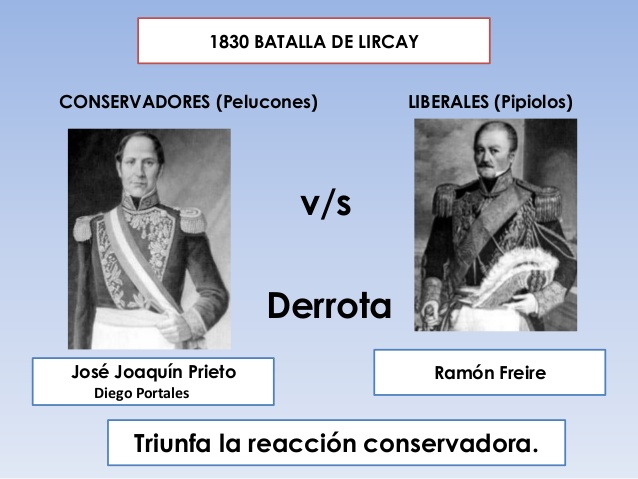 1830 BATALLA DE LIRCAY
CONSERVADORES (Pelucones)
LIBERALES (Pipiolos)
v/s
Derrota
José Joaquín Prieto
Diego Portales
Ramón Freire
Triunfa la reacción conservadora.